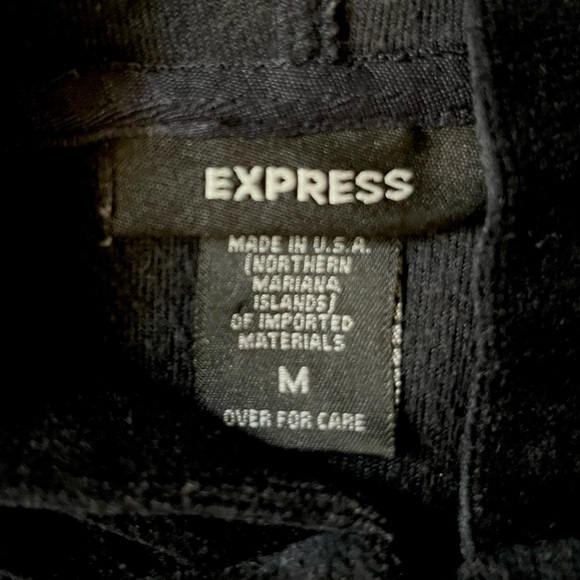 EXPRESS
MADE IN U.S.A.
(NORTHERN
MARIANA
ISLANDS)
OF IMPORTED
MATERIALS
M
OVER FOR CARE